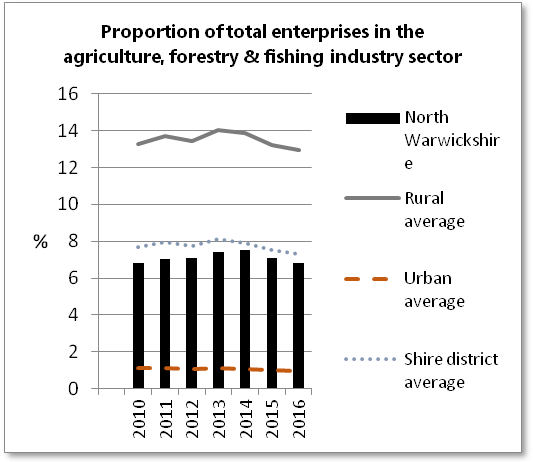 Proportion of total enterprises in the
agriculture, forestry & fishing industry sector
16
14
12
10
8
6
4
2
0
%
2010
2011
2012
2013
2014
2015
2016
North
Warwickshir
e
Rural
average
Urban
average
Shire district
average